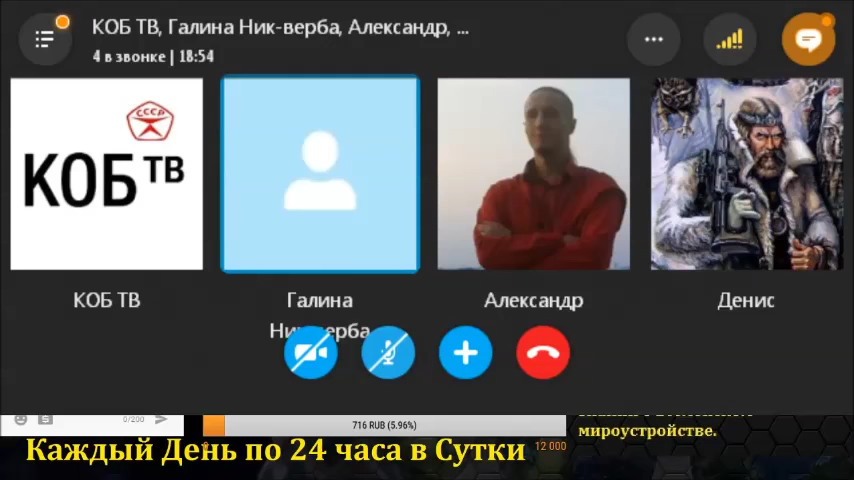 КОБ ТВ, Галина Ник-верба, Александр, ...
4 в звонке | 18:54
СССР
КОБ ТВ
КОБ ТВ
Галина
Ник-верба
Александр
Денис
0/200
716 RUB (5.96%)
0
12 000
мироустройстве.
Каждый День по 24 часа в Сутки